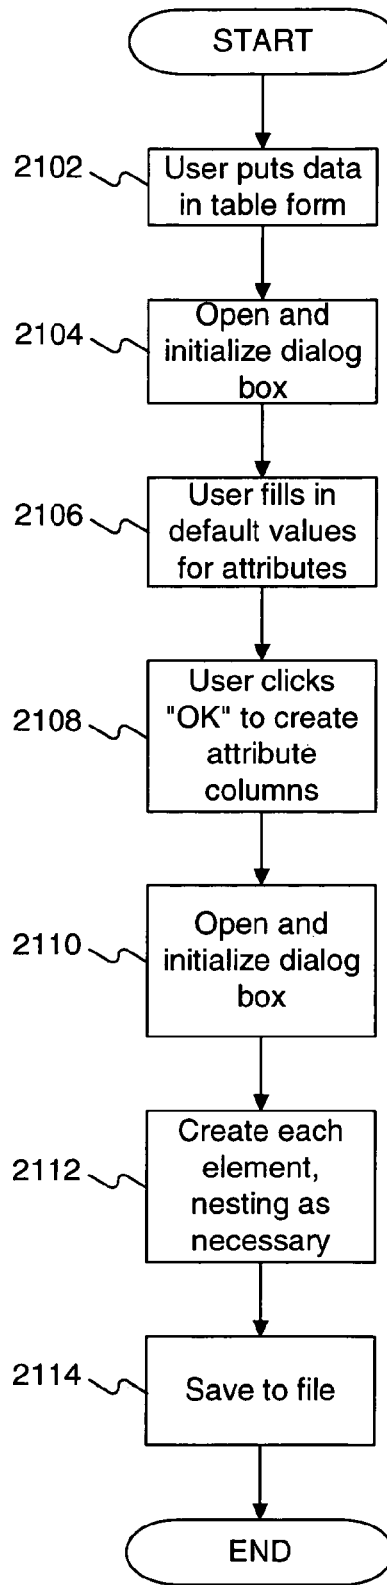 START
2102
User puts data
in table form
2104
Open and
initialize dialog
box
2106
User fills in
default values
for attributes
2108
User clicks
"OK" to create
attribute
columns
2110
Open and
initialize dialog
box
2112
Create each
element,
nesting as
necessary
2114
Save to file
END